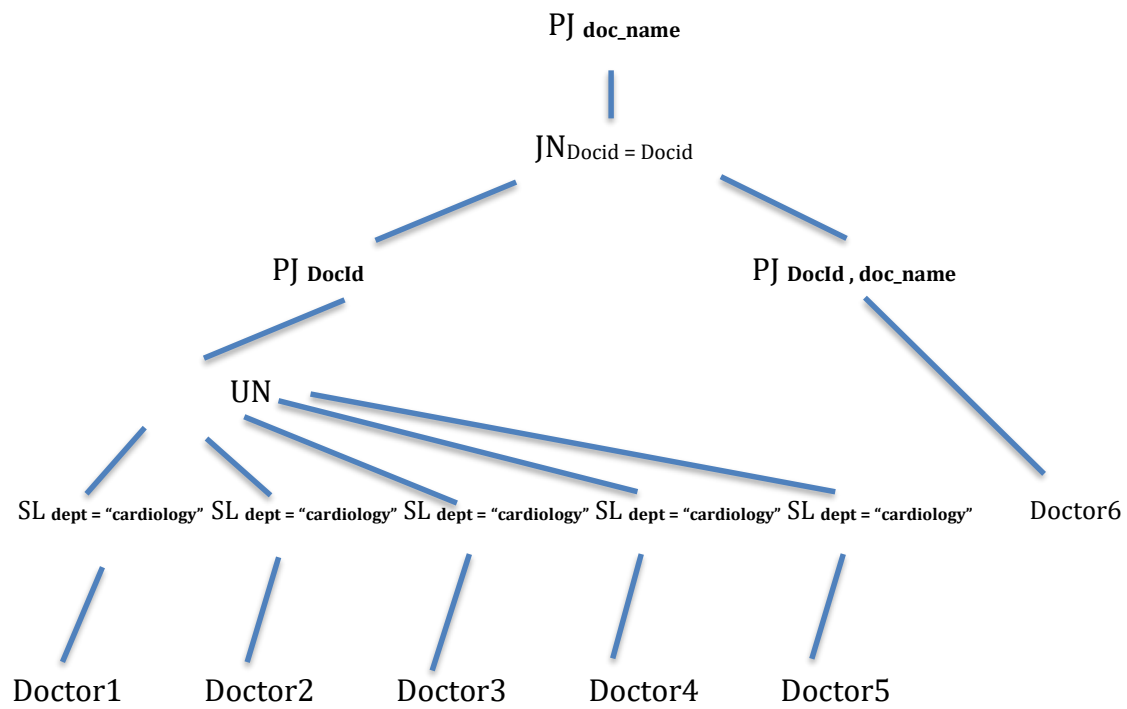 PJ doc_name
JNDocid = Docid
PJ DocId
PJ DocId , doc_name
UN
SL dept = “cardiology” SL dept = “cardiology” SL dept = “cardiology” SL dept = “cardiology” SL dept = “cardiology” Doctor6
Doctor1 Doctor2 Doctor3 Doctor4 Doctor5